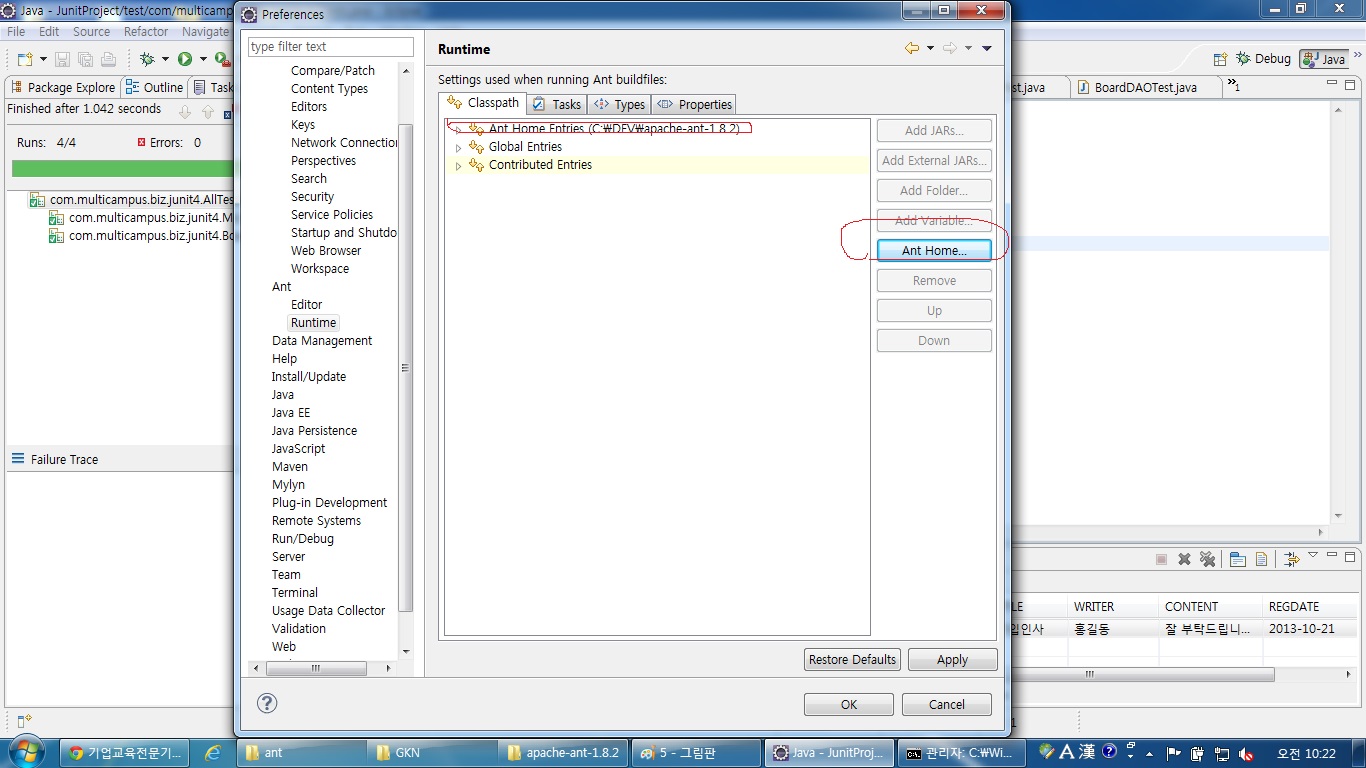 Java - JunitProject/test/com/multicampus
Preferences
File Edit Source Refactor Navigate
Debug
Java
Package Explore
Outline
Task
Finished after 1.042 seconds
Runs: 4/4
Errors: 0
com.multicampus.biz.junit4.AllTes
com.multicampus.biz.junit4.M
com.multicampus.biz.junit4.Bo
Failure Trace
type filter text
Compare/Patch
Content Types
Editors
Keys
Network Connection
Perspectives
Search
Security
Service Policies
Startup and Shutdo
Web Browser
Workspace
Ant
Editor
Runtime
Data Management
Help
Install/Update
Java
Java EE
Java Persistence
JavaScript
Maven
Mylyn
Plug-in Development
Remote Systems
Run/Debug
Server
Team
Terminal
Usage Data Collector
Validation
Web
Runtime
Settings used when running Ant buildfiles:
Classpath
Tasks
Types
Properties
Ant Home Entries (C:₩DEV₩apache-ant-1.8.2)
Global Entries
Contributed Entries
Add JARs...
Add External JARs...
Add Folder...
Add Variable...
Ant Home...
Remove
Up
Down
Restore Defaults
Apply
OK
Cancel
st.java
BoardDAOTest.java
»1
LE WRITER CONTENT REGDATE
입인사 홍길동 잘 부탁드립니... 2013-10-21
기업교육전문기...
ant
GKN
apache-ant-1.8.2
5 - 그림판
Java - JunitProj...
관리자: C:₩Wi...
A 漢
오전 10:22